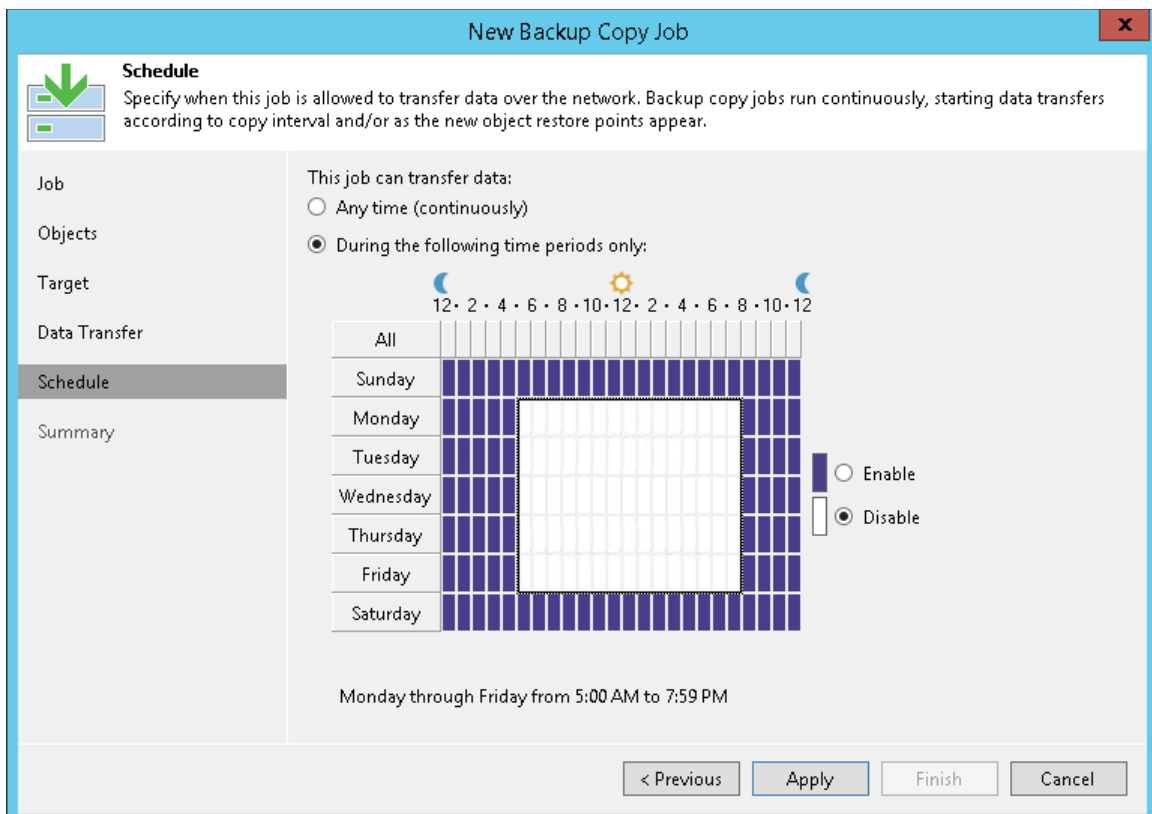 New Backup Copy Job
x
Schedule
Specify when this job is allowed to transfer data over the network. Backup copy jobs run continuously, starting data transfers
according to copy interval and/or as the new object restore points appear.
Job
Objects
Target
Data Transfer
Schedule
Summary
This job can transfer data:
Any time (continuously)
During the following time periods only:
12 · 2 · 4 · 6 · 8 · 10 · 12 · 2 · 4 · 6 · 8 · 10 · 12
All
Sunday
Monday
Tuesday
Wednesday
Thursday
Friday
Saturday
Enable
Disable
Monday through Friday from 5:00 AM to 7:59 PM
< Previous
Apply
Finish
Cancel